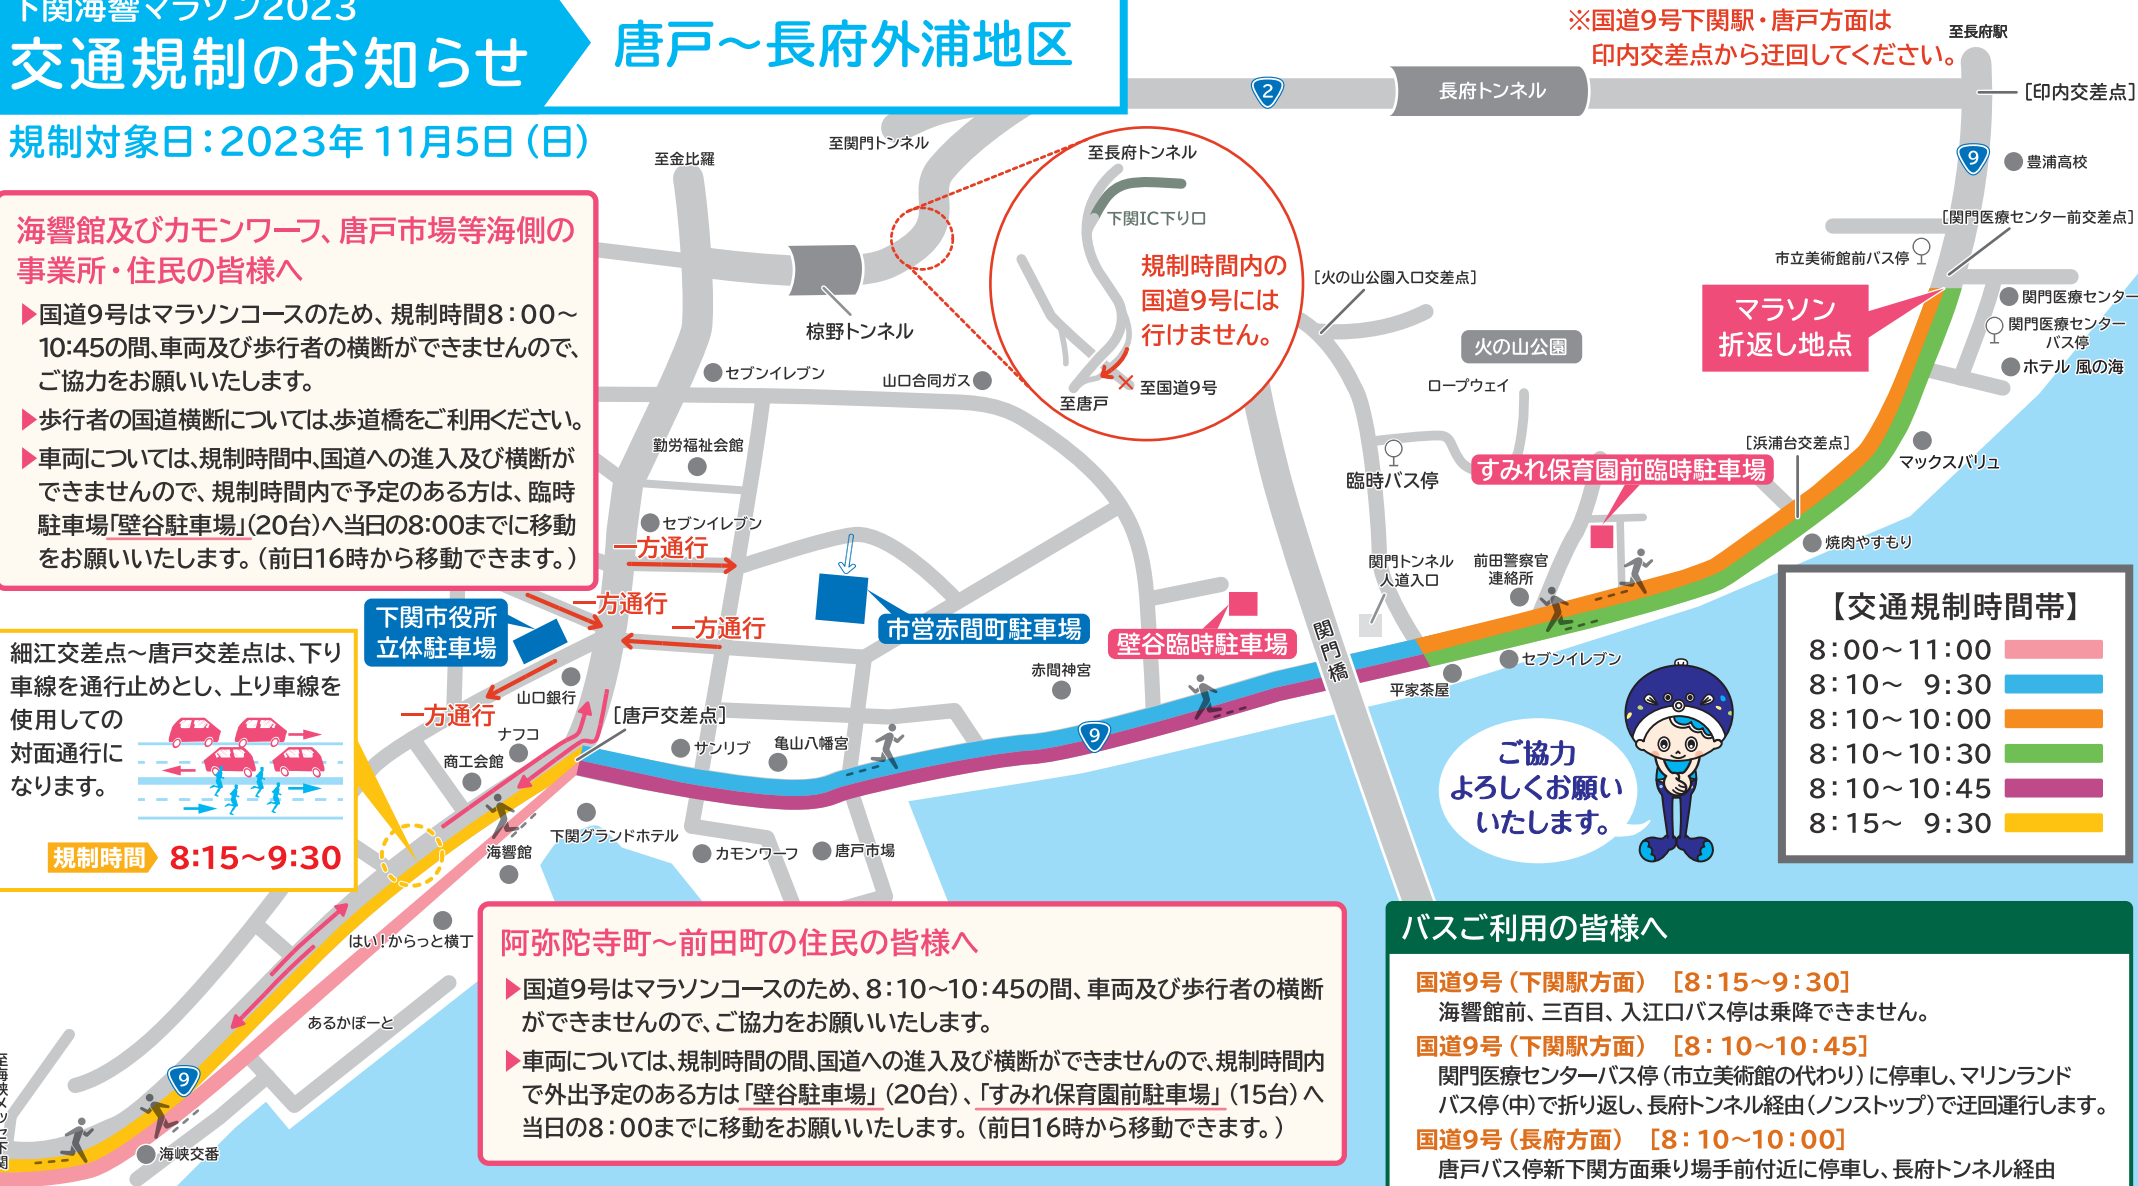 下関海響マラソン2023
交通規制のお知らせ
唐戸～長府外浦地区
規制対象日：2023年 11月5日（日）
※国道9号下関駅・唐戸方面は
印内交差点から迂回してください。
至長府駅
［印内交差点］
2
長府トンネル
9
豊浦高校
［関門医療センター前交差点］
市立美術館前バス停
関門医療センター
関門医療センター
バス停
ホテル 風の海
マラソン
折返し地点
マックスバリュ
至関門トンネル
至金比羅
至長府トンネル
下関IC下り口
規制時間内の
国道9号には
行けません。
至国道9号
至唐戸
椋野トンネル
［火の山公園入口交差点］
火の山公園
ロープウェイ
［浜浦台交差点］
臨時バス停
すみれ保育園前臨時駐車場
焼肉やすもり
関門トンネル
人道入口
前田警察官
連絡所
海響館及びカモンワーフ、唐戸市場等海側の
事業所・住民の皆様へ
▶国道9号はマラソンコースのため、規制時間8：00～
10:45の間、車両及び歩行者の横断ができませんので、
ご協力をお願いいたします。
▶歩行者の国道横断については、歩道橋をご利用ください。
▶車両については、規制時間中、国道への進入及び横断が
できませんので、規制時間内で予定のある方は、臨時
駐車場「壁谷駐車場」（20台）へ当日の8:00までに移動
をお願いいたします。（前日16時から移動できます。）
セブンイレブン
山口合同ガス
勤労福祉会館
セブンイレブン
一方通行
一方通行
一方通行
一方通行
下関市役所
立体駐車場
市営赤間町駐車場
壁谷臨時駐車場
関門橋
赤間神宮
平家茶屋
セブンイレブン
山口銀行
［唐戸交差点］
ナフコ
商工会館
サンリブ
亀山八幡宮
9
下関グランドホテル
カモンワーフ
唐戸市場
海響館
はい！からっと横丁
あるかぽーと
9
海峡交番
至海峡メッセ下関
細江交差点～唐戸交差点は、下り
車線を通行止めとし、上り車線を
使用しての
対面通行に
なります。
規制時間 8:15～9:30
【交通規制時間帯】
8：00～11：00
8：10～ 9：30
8：10～10：00
8：10～10：30
8：10～10：45
8：15～ 9：30
ご協力
よろしくお願い
いたします。
阿弥陀寺町～前田町の住民の皆様へ
▶国道9号はマラソンコースのため、8：10～10：45の間、車両及び歩行者の横断
ができませんので、ご協力をお願いいたします。
▶車両については、規制時間の間、国道への進入及び横断ができませんので、規制時間内
で外出予定のある方は「壁谷駐車場」（20台）、「すみれ保育園前駐車場」（15台）へ
当日の8：00までに移動をお願いいたします。（前日16時から移動できます。）
バスご利用の皆様へ
国道9号（下関駅方面）［8：15～9：30］
海響館前、三百目、入江口バス停は乗降できません。
国道9号（下関駅方面）［8：10～10：45］
関門医療センターバス停（市立美術館の代わり）に停車し、マリンランド
バス停（中）で折り返し、長府トンネル経由（ノンストップ）で迂回運行します。
国道9号（長府方面）［8：10～10：00］
唐戸バス停新下関方面乗り場手前付近に停車し、長府トンネル経由